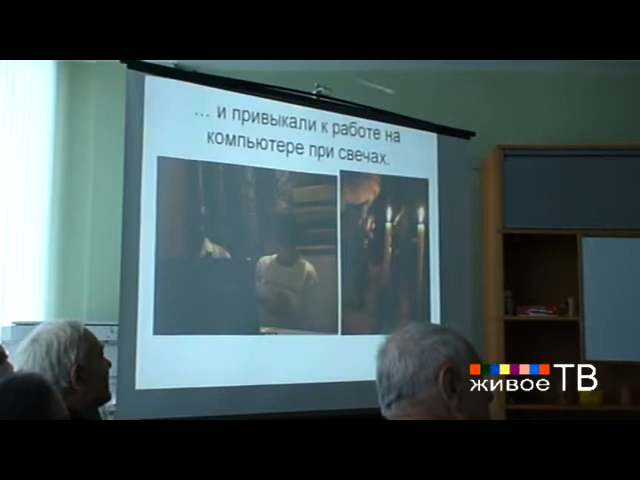 ... и привыкали к работе на
компьютере при свечах.
живое ТВ